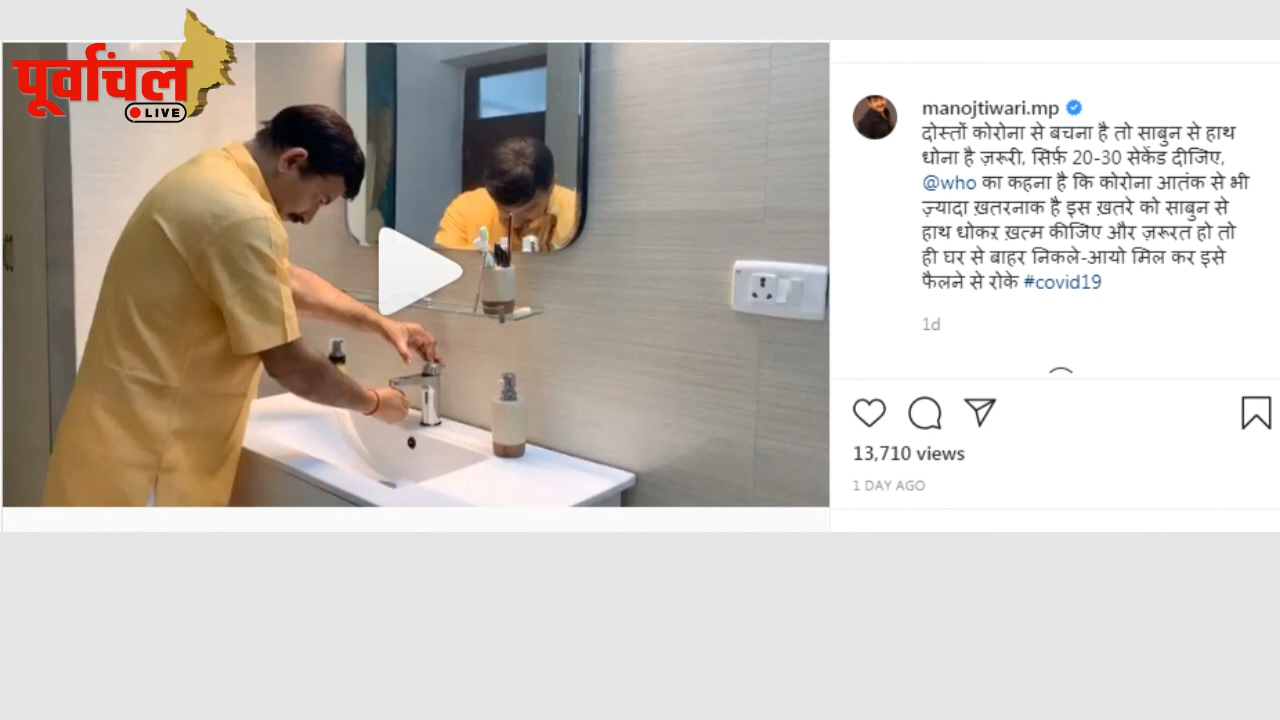 पूर्वांचल
LIVE
manojtiwari.mp
दोस्तों कोरोना से बचना है तो साबुन से हाथ
धोना है ज़रूरी, सिर्फ़ 20-30 सेकेंड दीजिए,
@who का कहना है कि कोरोना आतंक से भी
ज़्यादा ख़तरनाक है इस ख़तरे को साबुन से
हाथ धोकर ख़त्म कीजिए और ज़रूरत हो तो
ही घर से बाहर निकले-आयो मिल कर इसे
फैलने से रोके #covid19
1d
13,710 views
1 DAY AGO